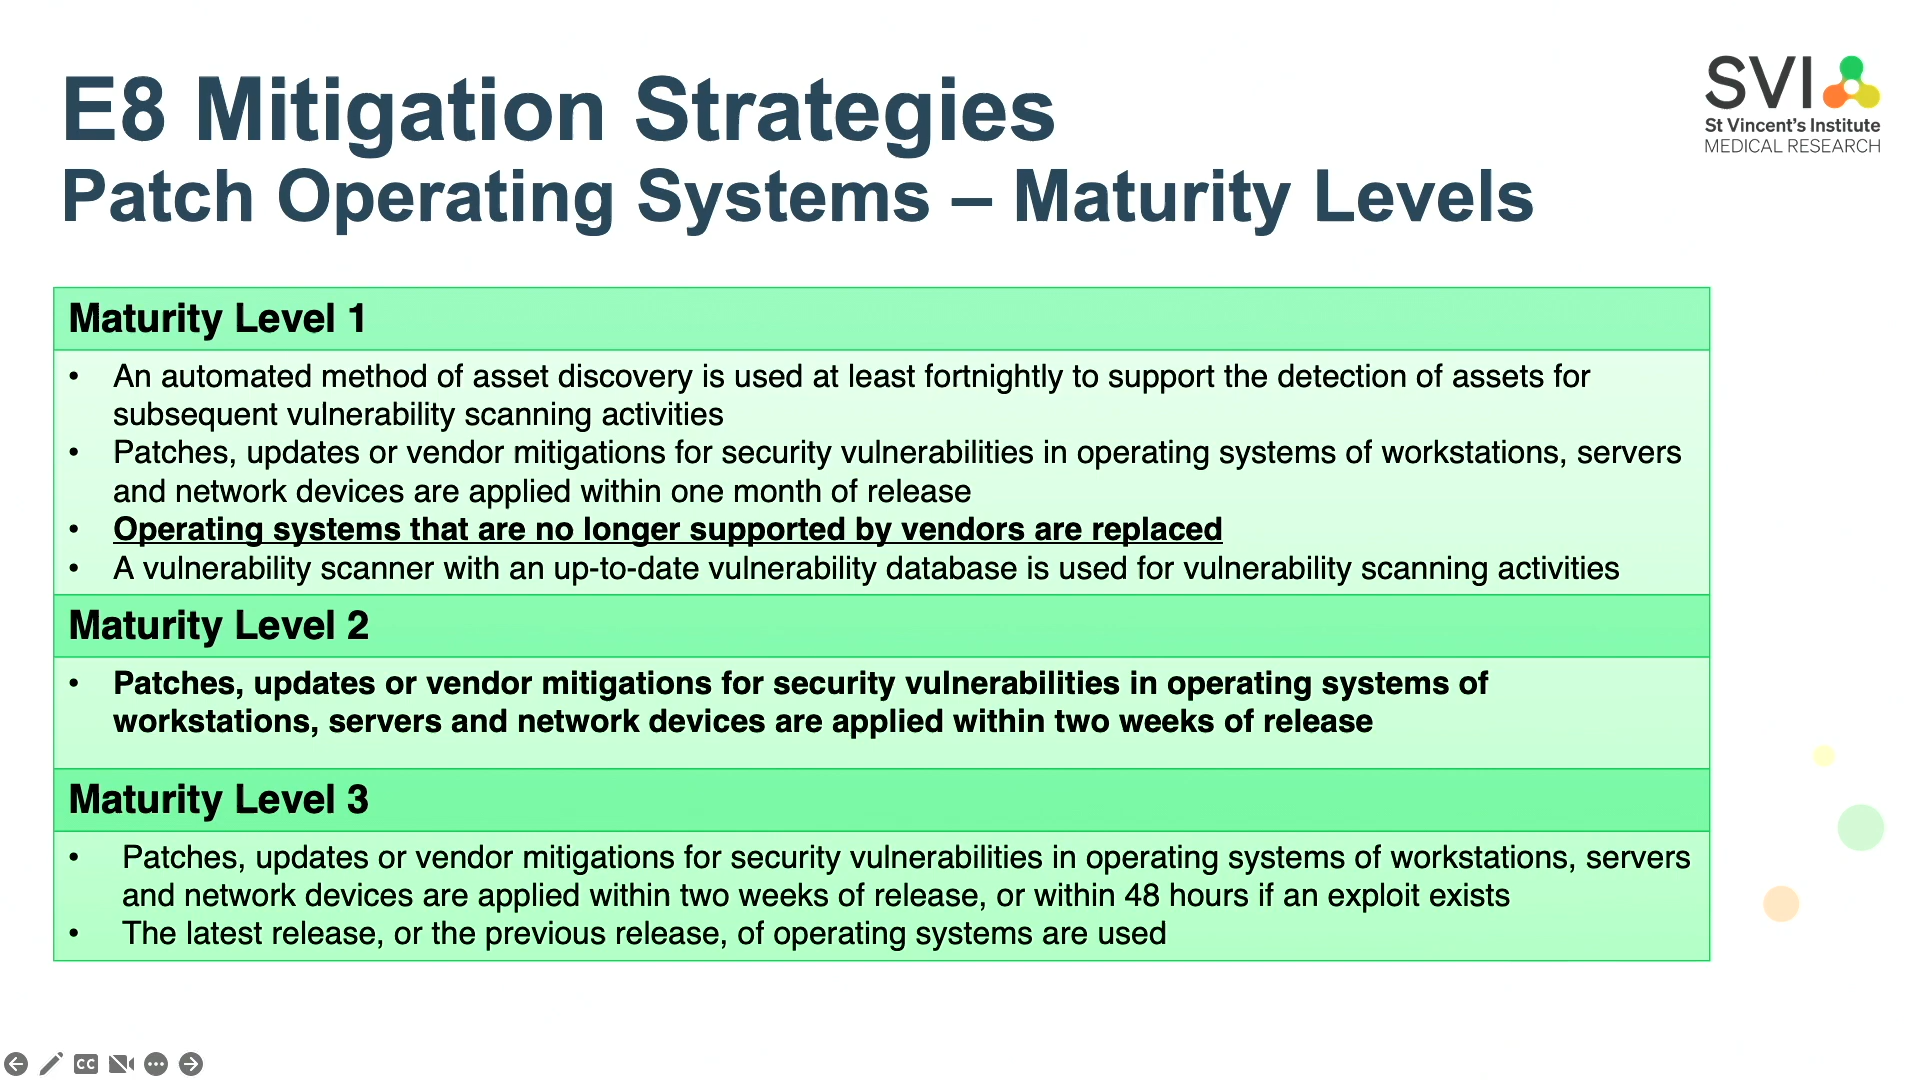 E8 Mitigation Strategies
Patch Operating Systems – Maturity Levels
SVI
St Vincent's Institute
MEDICAL RESEARCH
Maturity Level 1
• An automated method of asset discovery is used at least fortnightly to support the detection of assets for
subsequent vulnerability scanning activities
• Patches, updates or vendor mitigations for security vulnerabilities in operating systems of workstations, servers
and network devices are applied within one month of release
• Operating systems that are no longer supported by vendors are replaced
• A vulnerability scanner with an up-to-date vulnerability database is used for vulnerability scanning activities
Maturity Level 2
• Patches, updates or vendor mitigations for security vulnerabilities in operating systems of
workstations, servers and network devices are applied within two weeks of release
Maturity Level 3
• Patches, updates or vendor mitigations for security vulnerabilities in operating systems of workstations, servers
and network devices are applied within two weeks of release, or within 48 hours if an exploit exists
• The latest release, or the previous release, of operating systems are used
CC